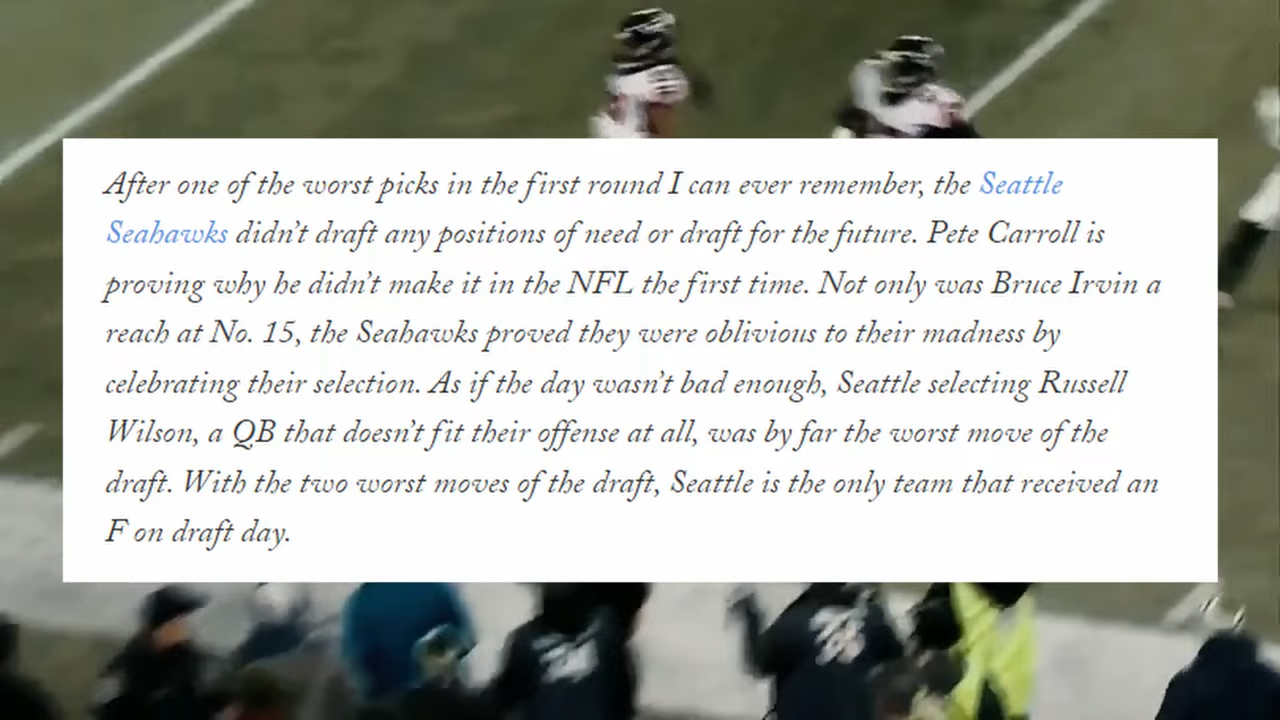 After one of the worst picks in the first round I can ever remember, the Seattle
Seahawks didn’t draft any positions of need or draft for the future. Pete Carroll is
proving why he didn’t make it in the NFL the first time. Not only was Bruce Irvin a
reach at No. 15, the Seahawks proved they were oblivious to their madness by
celebrating their selection. As if the day wasn’t bad enough, Seattle selecting Russell
Wilson, a QB that doesn’t fit their offense at all, was by far the worst move of the
draft. With the two worst moves of the draft, Seattle is the only team that received an
F on draft day.